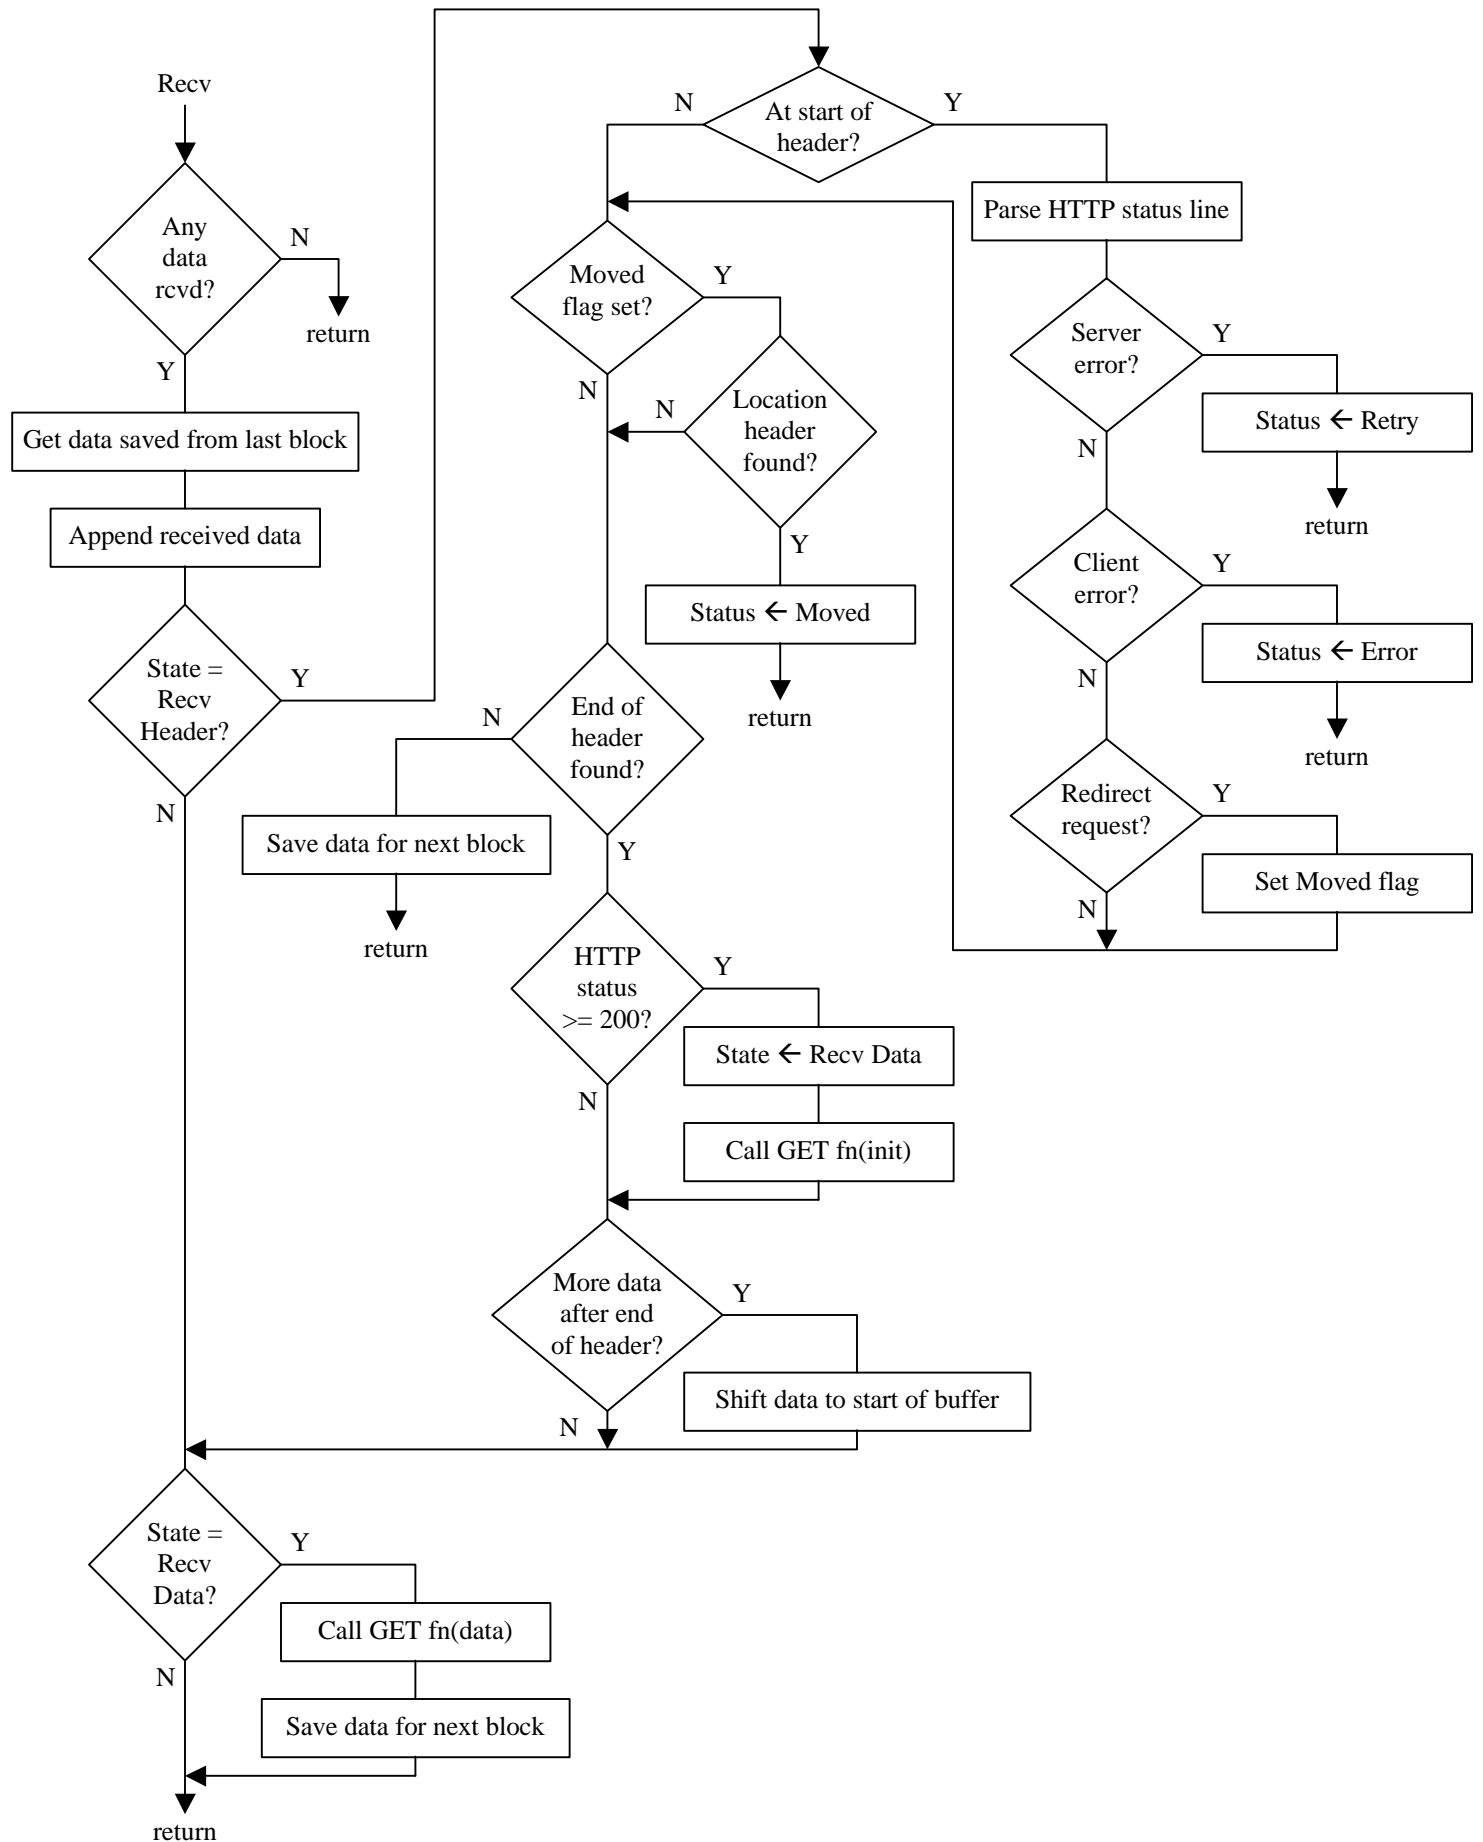 Recv
Any
data
rcvd?
N
return
Y
Get data saved from last block
Append received data
State =
Recv
Header?
Y
N
At start of
header?
N
Y
Moved
flag set?
Y
N
Location
header
found?
N
Y
Status ← Moved
return
End of
header
found?
N
Save data for next block
return
Y
HTTP
status
>= 200?
Y
State ← Recv Data
Call GET fn(init)
N
More data
after end
of header?
Y
Shift data to start of buffer
N
Parse HTTP status line
Server
error?
Y
Status ← Retry
return
N
Client
error?
Y
Status ← Error
return
N
Redirect
request?
Y
Set Moved flag
N
State =
Recv
Data?
Y
Call GET fn(data)
Save data for next block
N
return